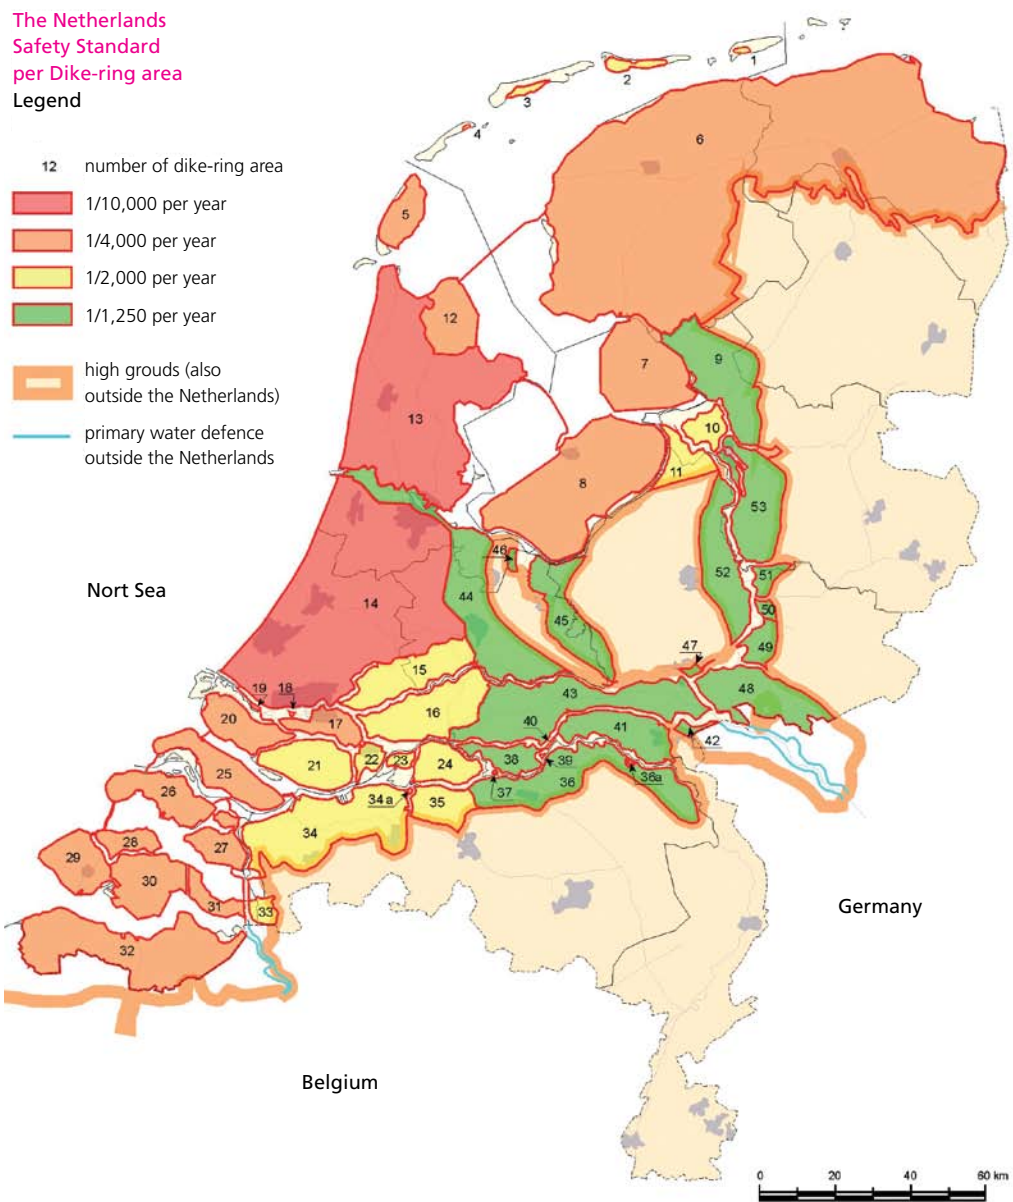 The Netherlands
Safety Standard
per Dike-ring area
Legend
12 number of dike-ring area
1/10,000 per year
1/4,000 per year
1/2,000 per year
1/1,250 per year
high grouds (also
outside the Netherlands)
primary water defence
outside the Netherlands
1
2
3
4
5
6
12
7
9
13
10
11
8
53
46
52
51
44
14
45
50
47
49
15
19
18
43
48
16
20
17
40
41
42
21
22
23
24
38
39
25
36
36a
26
34a
35
37
34
28
27
29
30
31
33
32
Nort Sea
Germany
Belgium
0 20 40 60 km